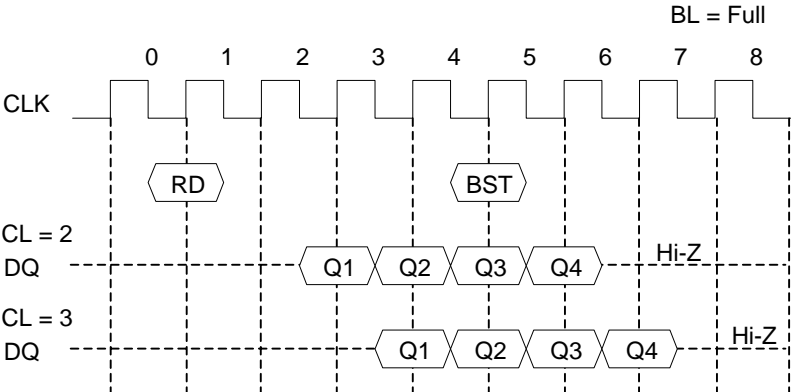 BL = Full
0 1 2 3 4 5 6 7 8
CLK
RD BST
CL = 2
DQ Q1 Q2 Q3 Q4 Hi-Z
CL = 3
DQ Q1 Q2 Q3 Q4 Hi-Z